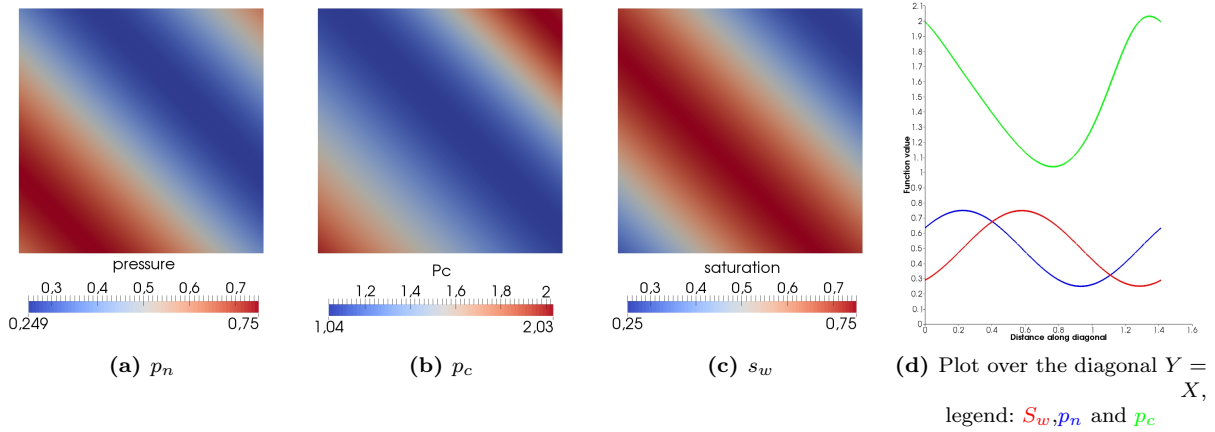 pressure
0,3 0,4 0,5 0,6 0,7
0,249 0,75
(a) pn
Pc
1,2 1,4 1,6 1,8 2
1,04 2,03
(b) pc
saturation
0,3 0,4 0,5 0,6 0,7
0,25 0,75
(c) sw
2.1
2
1.9
1.8
1.7
1.6
1.5
1.4
1.3
1.2
1.1
1
0.9
0.8
0.7
0.6
0.5
0.4
0.3
0.2
0.1
0
Function value
0 0.2 0.4 0.6 0.8 1 1.2 1.4 1.6
Distance along diagonal
(d) Plot over the diagonal Y =
X,
legend: Sw,pn and pc